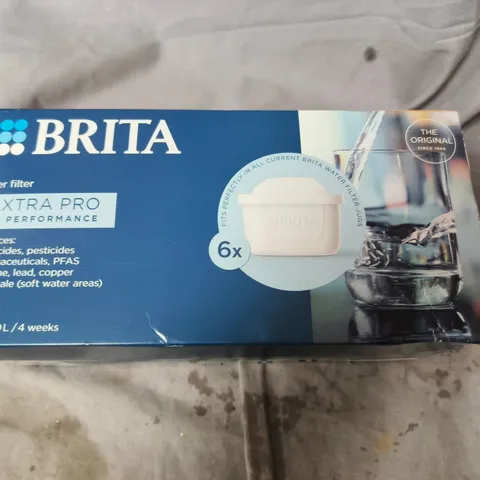 BRITA
THE
ORIGINAL
SINCE 1966
er filter
XTRA PRO
PERFORMANCE
ces:
cides, pesticides
aceuticals, PFAS
ne, lead, copper
ale (soft water areas)
0L / 4 weeks
FITS PERFECTLY IN ALL CURRENT BRITA WATER FILTER JUGS
BRITA
6x